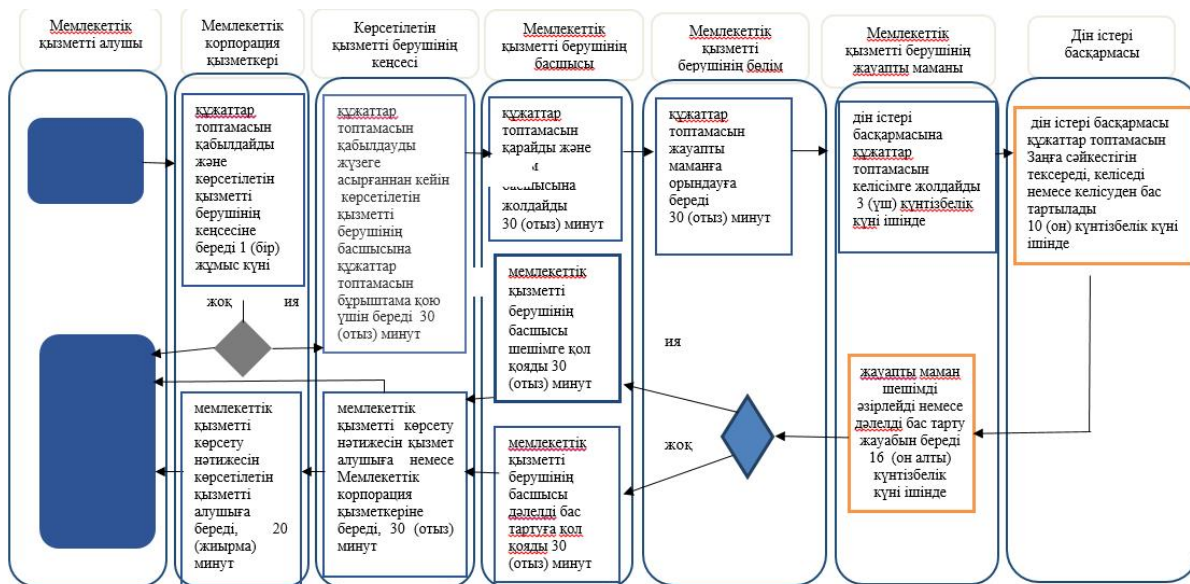 Мемлекеттік
қызметті алушы
Мемлекеттік
корпорация
қызметкері
Көрсетілетін
қызметті берушінің
кеңсесі
Мемлекеттік
қызметті берушінің
басшысы
Мемлекеттік
қызметті
берушінің бөлім
Мемлекеттік
қызметті берушінің
жауапты маманы
Дін істері
басқармасы
құжаттар
топтамасын
қабылдайды
және
көрсетілетін
қызметті
берушінің
кеңсесіне
береді 1 (бір)
жұмыс күні
құжаттар
топтамасын
қабылдауды
жүзеге
асырғаннан кейін
көрсетілетін
қызметті
берушінің
басшысына
құжаттар
топтамасын
бұрыштама қою
үшін береді 30
(отыз) минут
құжаттар
топтамасын
қарайды және
басшысына
жолдайды
30 (отыз) минут
құжаттар
топтамасын
жауапты
маманға
орындауға
береді
30 (отыз) минут
дін істері
басқармасына
құжаттар
топтамасын
келісімге жолдайды
3 (үш) күнтізбелік
күні ішінде
дін істері басқармасы
құжаттар топтамасын
Заңға сәйкестігін
тексереді, келіседі
немесе келісуден бас
тартылады
10 (он) күнтізбелік күні
ішінде
жоқ ия
мемлекеттік
қызметті
берушінің
басшысы
шешімге қол
қояды 30
(отыз) минут
ия
жоқ
жауапты маман
шешімді
әзірлейді немесе
дәлелді бас тарту
жауабын береді
16 (он алты)
күнтізбелік
күні ішінде
мемлекеттік
қызметті
көрсету
нәтижесін
көрсетілетін
қызметті
алушыға
береді, 20
(жиырма)
минут
мемлекеттік
қызметті көрсету
нәтижесін қызмет
алушыға немесе
Мемлекеттік
корпорация
қызметкеріне
береді, 30 (отыз)
минут
мемлекеттік
қызметті
берушінің
басшысы
дәлелді бас
тартуға қол
қояды 30
(отыз) минут